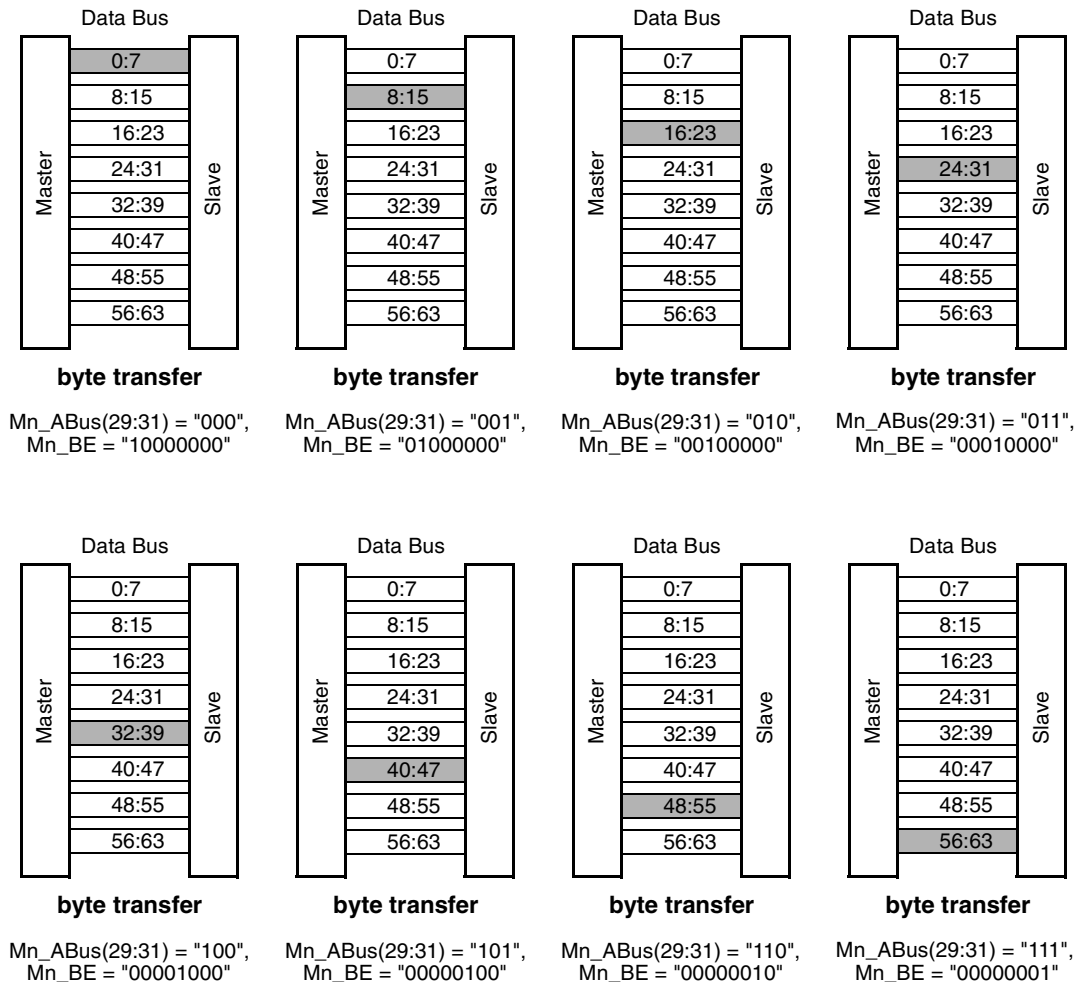 Data Bus
Master
0:7
8:15
16:23
24:31
32:39
40:47
48:55
56:63
Slave
byte transfer
Mn_ABus(29:31) = "000",
Mn_BE = "10000000"
Data Bus
Master
0:7
8:15
16:23
24:31
32:39
40:47
48:55
56:63
Slave
byte transfer
Mn_ABus(29:31) = "001",
Mn_BE = "01000000"
Data Bus
Master
0:7
8:15
16:23
24:31
32:39
40:47
48:55
56:63
Slave
byte transfer
Mn_ABus(29:31) = "010",
Mn_BE = "00100000"
Data Bus
Master
0:7
8:15
16:23
24:31
32:39
40:47
48:55
56:63
Slave
byte transfer
Mn_ABus(29:31) = "011",
Mn_BE = "00010000"
Data Bus
Master
0:7
8:15
16:23
24:31
32:39
40:47
48:55
56:63
Slave
byte transfer
Mn_ABus(29:31) = "100",
Mn_BE = "00001000"
Data Bus
Master
0:7
8:15
16:23
24:31
32:39
40:47
48:55
56:63
Slave
byte transfer
Mn_ABus(29:31) = "101",
Mn_BE = "00000100"
Data Bus
Master
0:7
8:15
16:23
24:31
32:39
40:47
48:55
56:63
Slave
byte transfer
Mn_ABus(29:31) = "110",
Mn_BE = "00000010"
Data Bus
Master
0:7
8:15
16:23
24:31
32:39
40:47
48:55
56:63
Slave
byte transfer
Mn_ABus(29:31) = "111",
Mn_BE = "00000001"